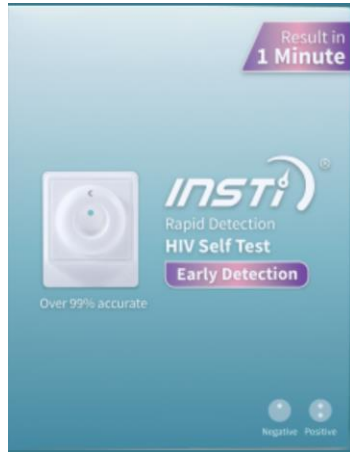 Result in
1 Minute
INSTI®
Rapid Detection
HIV Self Test
Early Detection
Over 99% accurate
Negative Positive